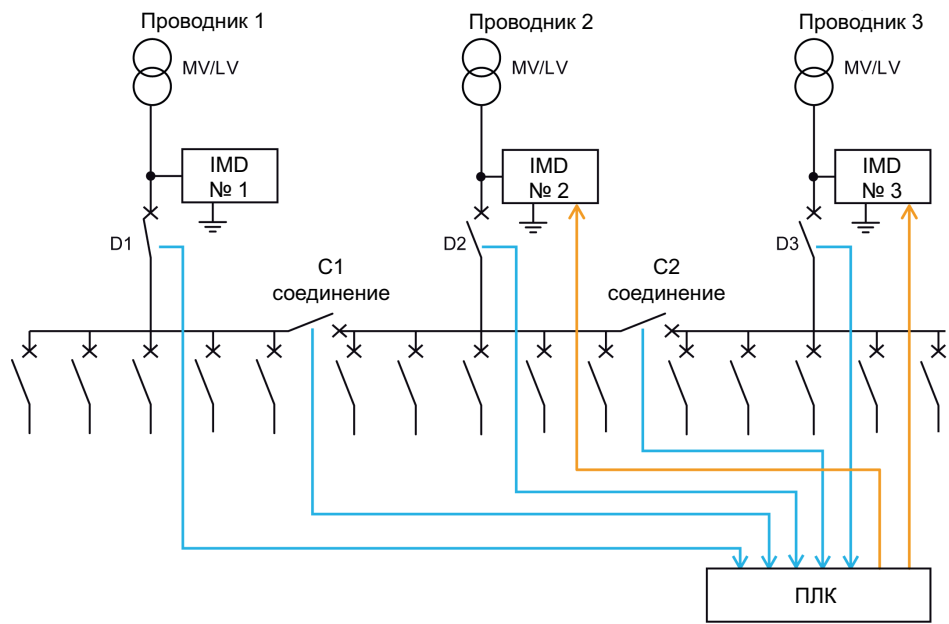 Проводник 1
Проводник 2
Проводник 3
MV/LV
MV/LV
MV/LV
IMD
№ 1
IMD
№ 2
IMD
№ 3
D1
D2
D3
C1
соединение
C2
соединение
ПЛК